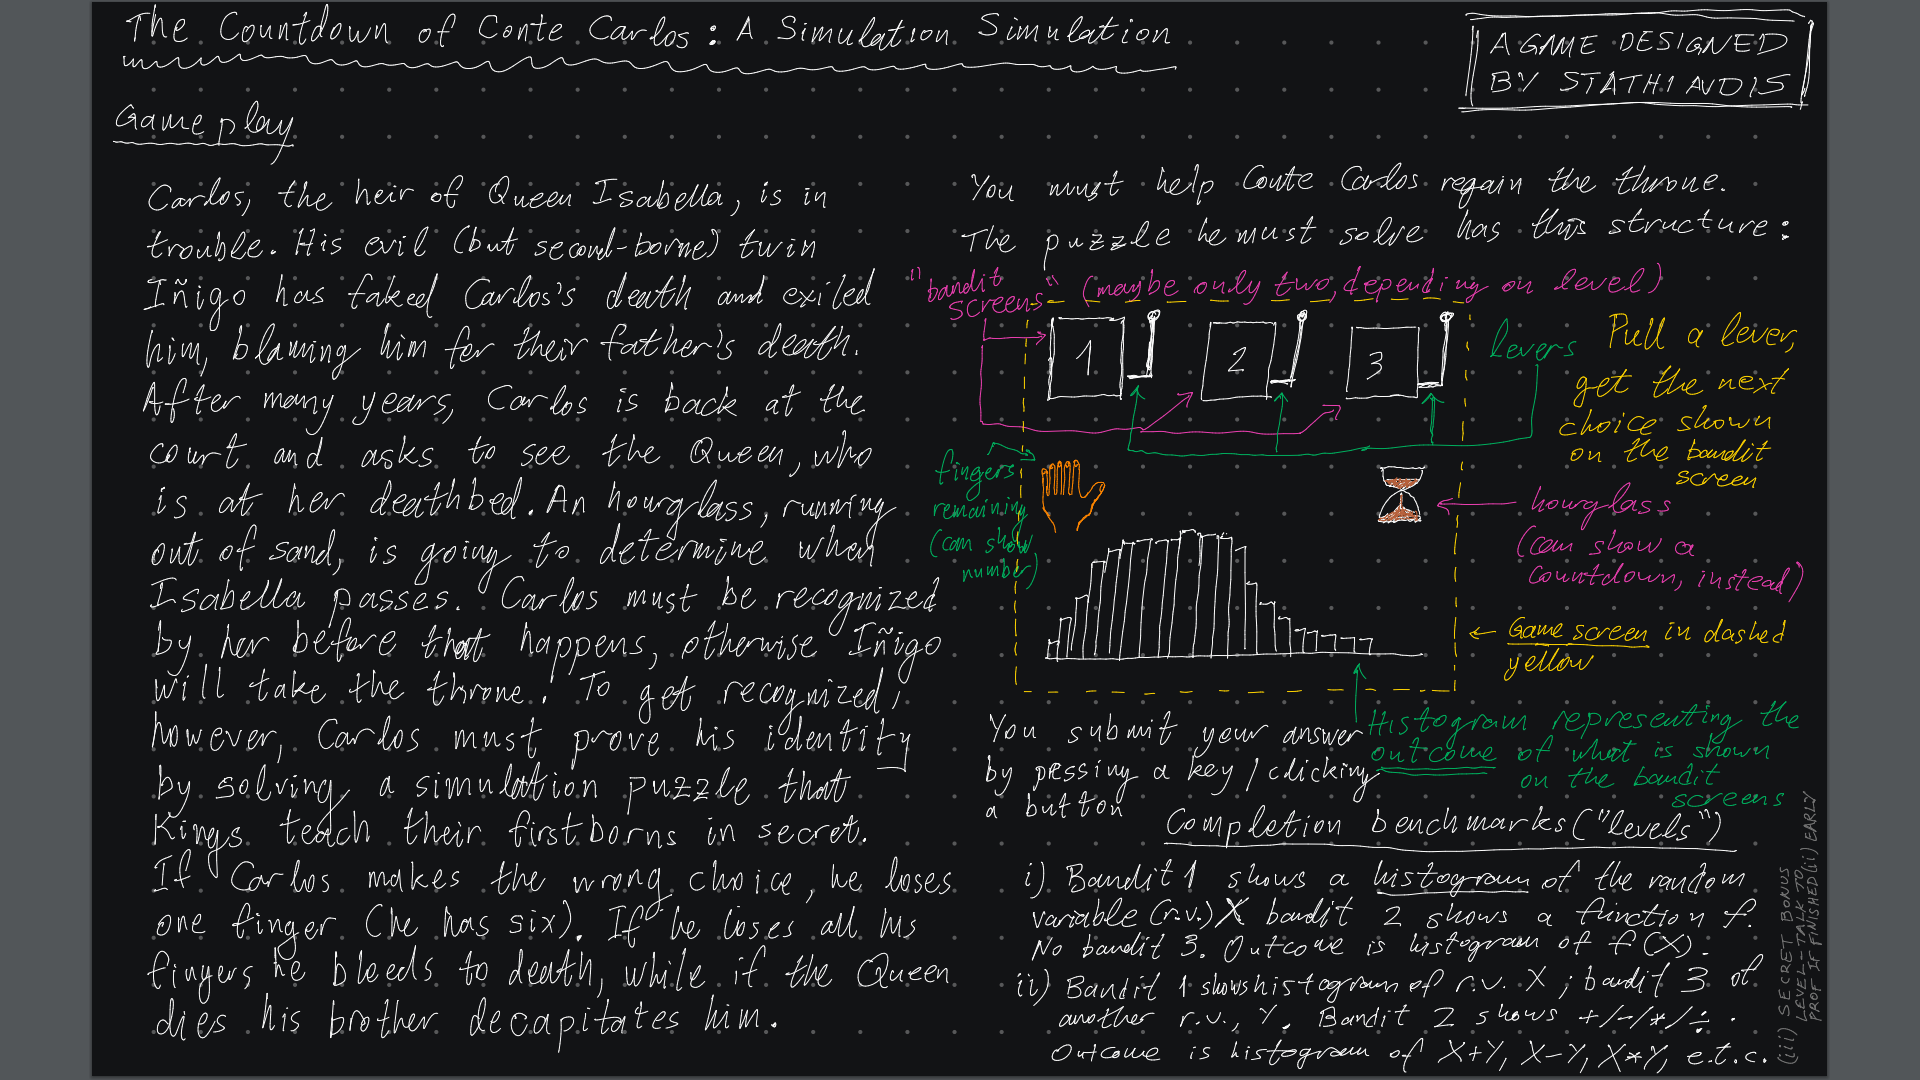 The Countdown of Conte Carlos: A Simulation Simulation
A GAME DESIGNED
BY STATHIAUDIS
Gameplay
Carlos, the heir of Queen Isabella, is in
trouble. His evil (but second-borne) twin
Iñigo has faked Carlos's death and exiled
him, blaming him for their father's death.
After many years, Carlos is back at the
court and asks to see the Queen, who
is at her deathbed. An hourglass, running
out of sand, is going to determine when
Isabella passes. Carlos must be recognized
by her before that happens, otherwise Iñigo
will take the throne. To get recognized,
however, Carlos must prove his identity
by solving a simulation puzzle that
Kings teach their firstborns in secret.
If Carlos makes the wrong choice, he loses
one finger (he has six). If he loses all his
fingers he bleeds to death, while if the Queen
dies his brother decapitates him.
You must help Conte Carlos regain the throne.
The puzzle he must solve has this structure:
"bandit
screens" (maybe only two, depending on level)
1
2
3
levers
Pull a lever,
get the next
choice shown
on the bandit
screen
fingers
remaining
(can show
number)
hourglass
(can show a
countdown, instead)
Game screen in dashed
yellow
Histogram representing the
outcome of what is shown
on the bandit
screens
You submit your answer
by pressing a key/clicking
a button
Completion benchmarks ("levels")
i) Bandit 1 shows a histogram of the random
variable (r.v.) X bandit 2 shows a function f.
No bandit 3. Outcome is histogram of f(X).
ii) Bandit 1 shows histogram of r.v. X; bandit 3 of
another r.v., Y. Bandit 2 shows +/-/*/÷.
Outcome is histogram of X+Y, X-Y, X*Y, e.t.c.
(iii) SECRET BONUS
LEVEL-TALK TO
PROF IF FINISHED (ii) EARLY